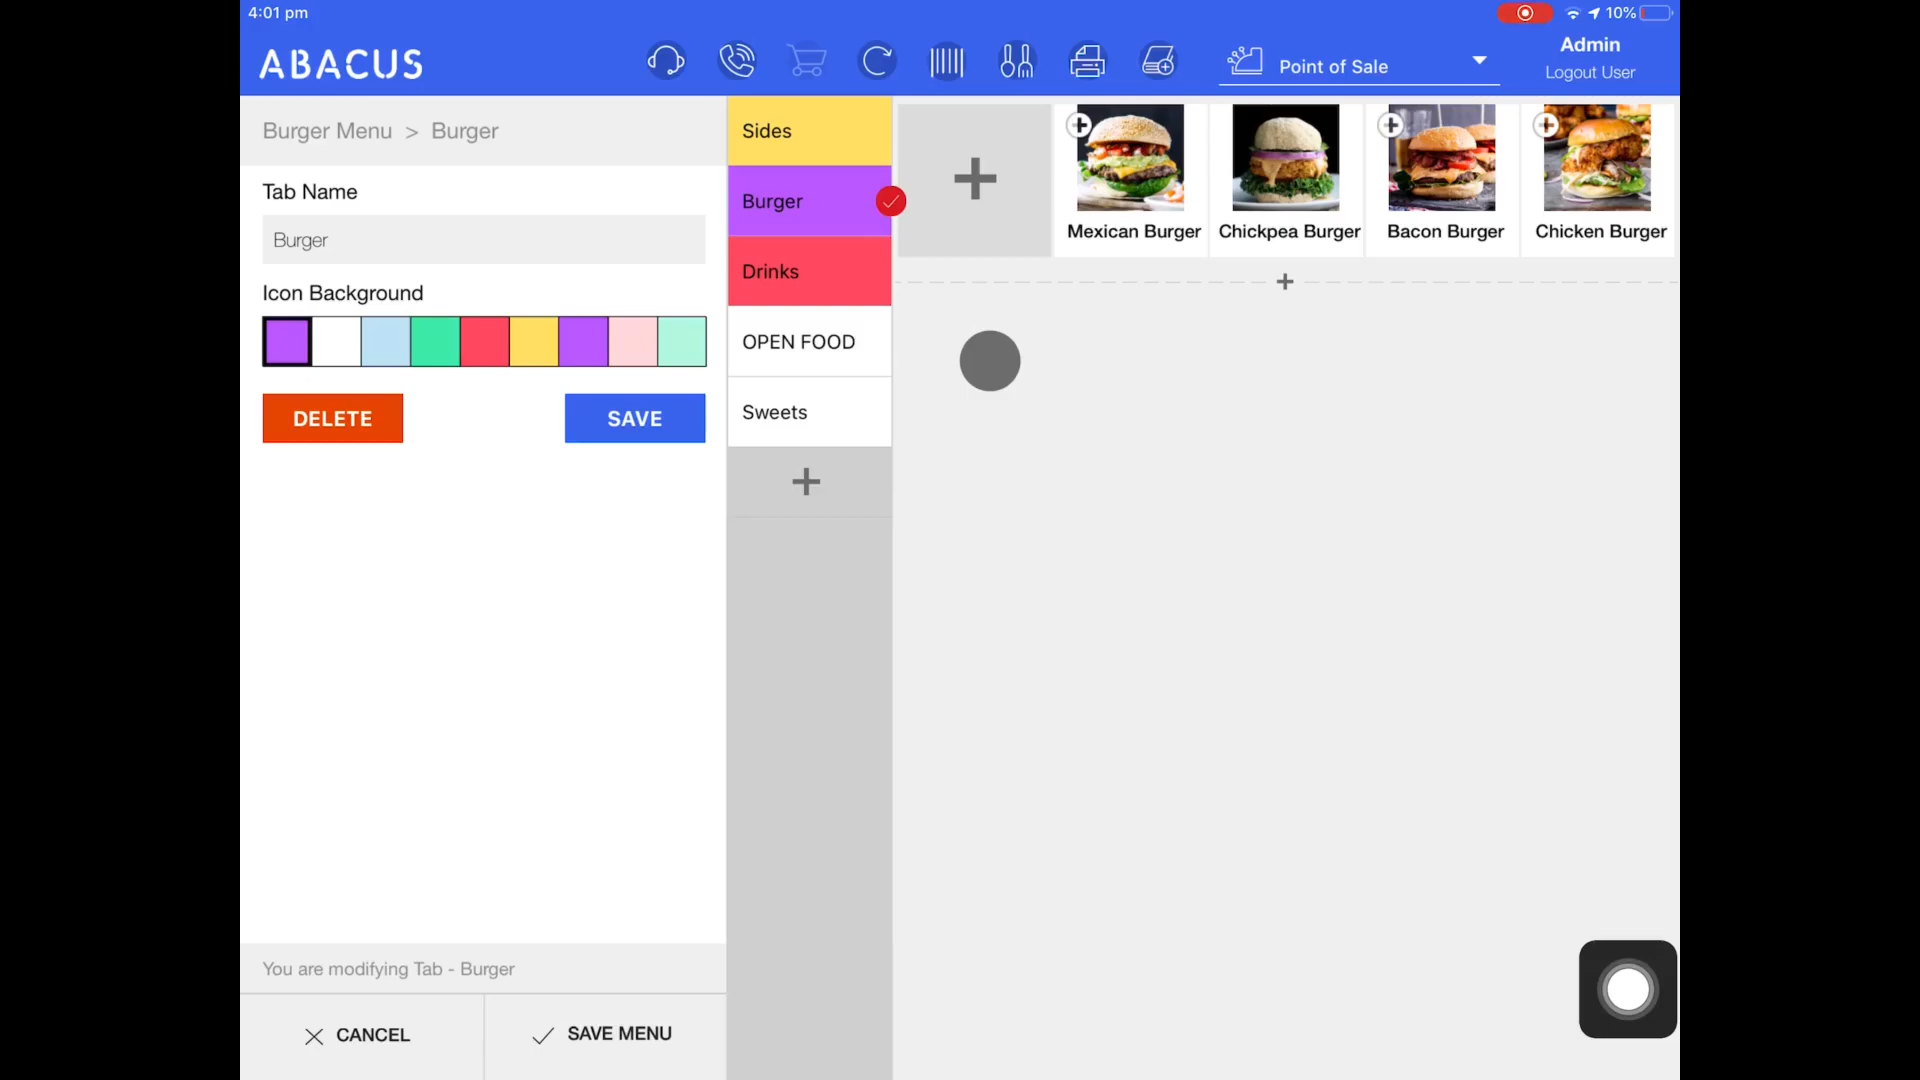 4:01 pm
10%
ABACUS
Point of Sale
Admin
Logout User
Burger Menu > Burger
Tab Name
Burger
Icon Background
DELETE
SAVE
Sides
Burger
Drinks
OPEN FOOD
Sweets
Mexican Burger
Chickpea Burger
Bacon Burger
Chicken Burger
You are modifying Tab - Burger
CANCEL
SAVE MENU